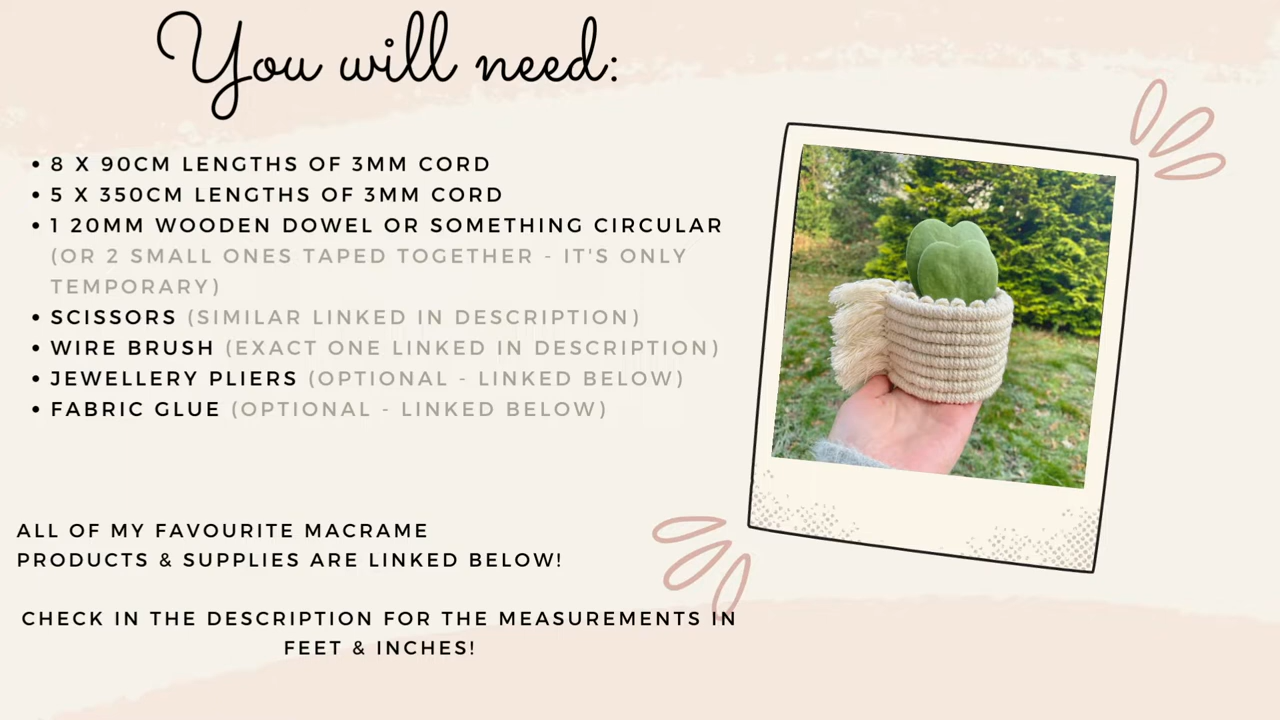 You will need:
• 8 X 90CM LENGTHS OF 3MM CORD
• 5 X 350CM LENGTHS OF 3MM CORD
• 1 20MM WOODEN DOWEL OR SOMETHING CIRCULAR
(OR 2 SMALL ONES TAPED TOGETHER - IT'S ONLY
TEMPORARY)
• SCISSORS (SIMILAR LINKED IN DESCRIPTION)
• WIRE BRUSH (EXACT ONE LINKED IN DESCRIPTION)
• JEWELLERY PLIERS (OPTIONAL - LINKED BELOW)
• FABRIC GLUE (OPTIONAL - LINKED BELOW)
ALL OF MY FAVOURITE MACRAME
PRODUCTS & SUPPLIES ARE LINKED BELOW!
CHECK IN THE DESCRIPTION FOR THE MEASUREMENTS IN
FEET & INCHES!